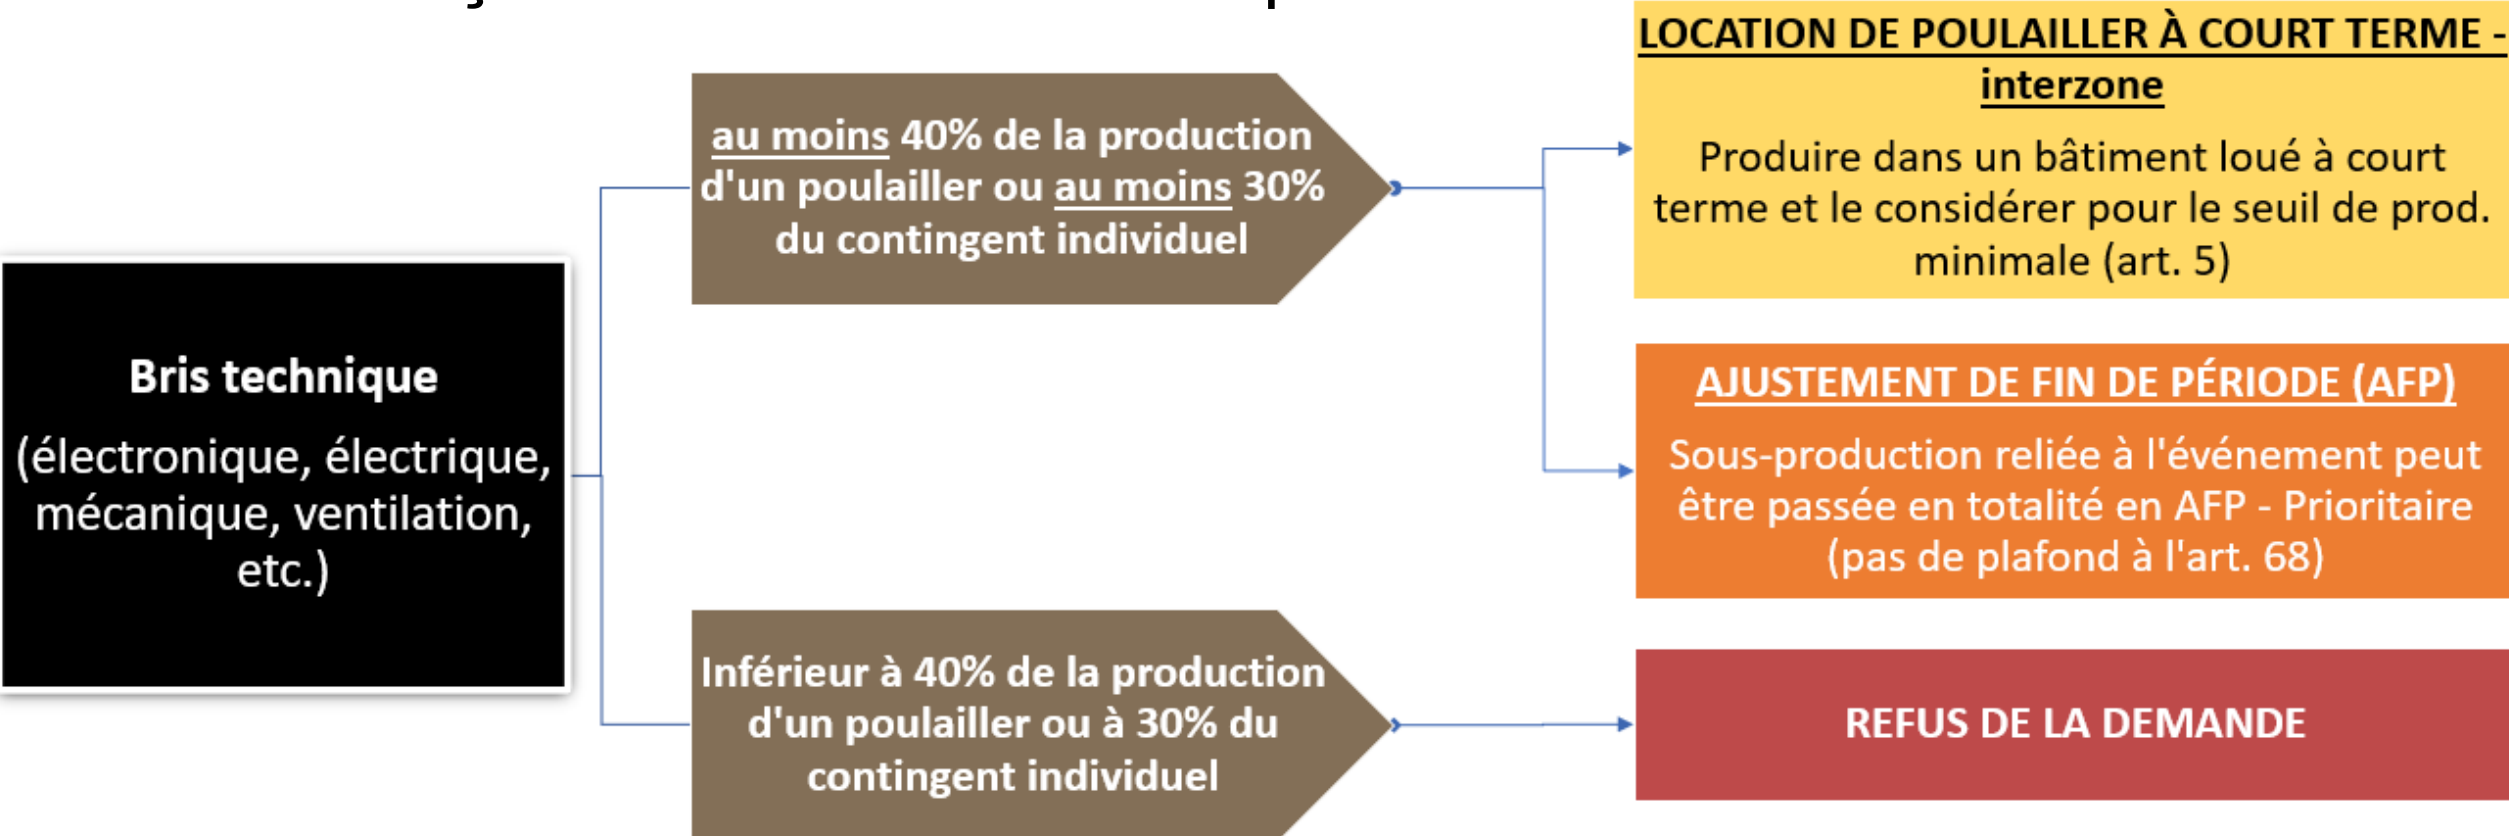 Bris technique
(électronique, électrique,
mécanique, ventilation,
etc.)
au moins 40% de la production
d'un poulailler ou au moins 30%
du contingent individuel
LOCATION DE POULAILLER À COURT TERME -
interzone
Produire dans un bâtiment loué à court
terme et le considérer pour le seuil de prod.
minimale (art. 5)
AJUSTEMENT DE FIN DE PÉRIODE (AFP)
Sous-production reliée à l'événement peut
être passée en totalité en AFP - Prioritaire
(pas de plafond à l'art. 68)
Inférieur à 40% de la production
d'un poulailler ou à 30% du
contingent individuel
REFUS DE LA DEMANDE